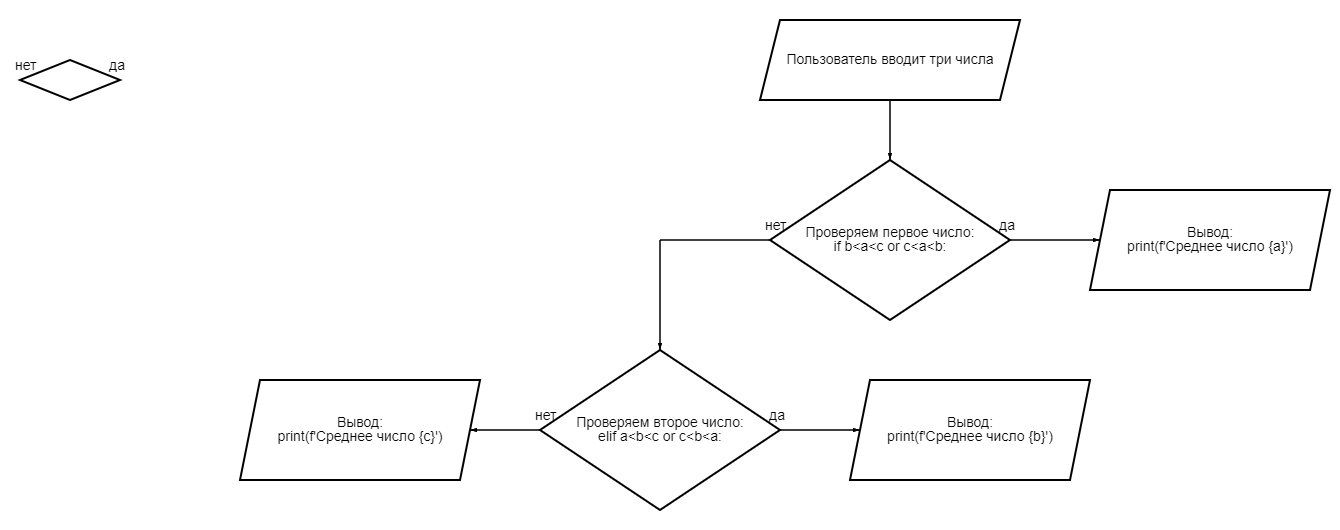 нет
да
Пользователь вводит три числа
нет
Проверяем первое число:
if b<a<c or c<a<b:
да
Вывод:
print(f'Среднее число {a}')
Вывод:
print(f'Среднее число {c}')
нет
Проверяем второе число:
elif a<b<c or c<b<a:
да
Вывод:
print(f'Среднее число {b}')